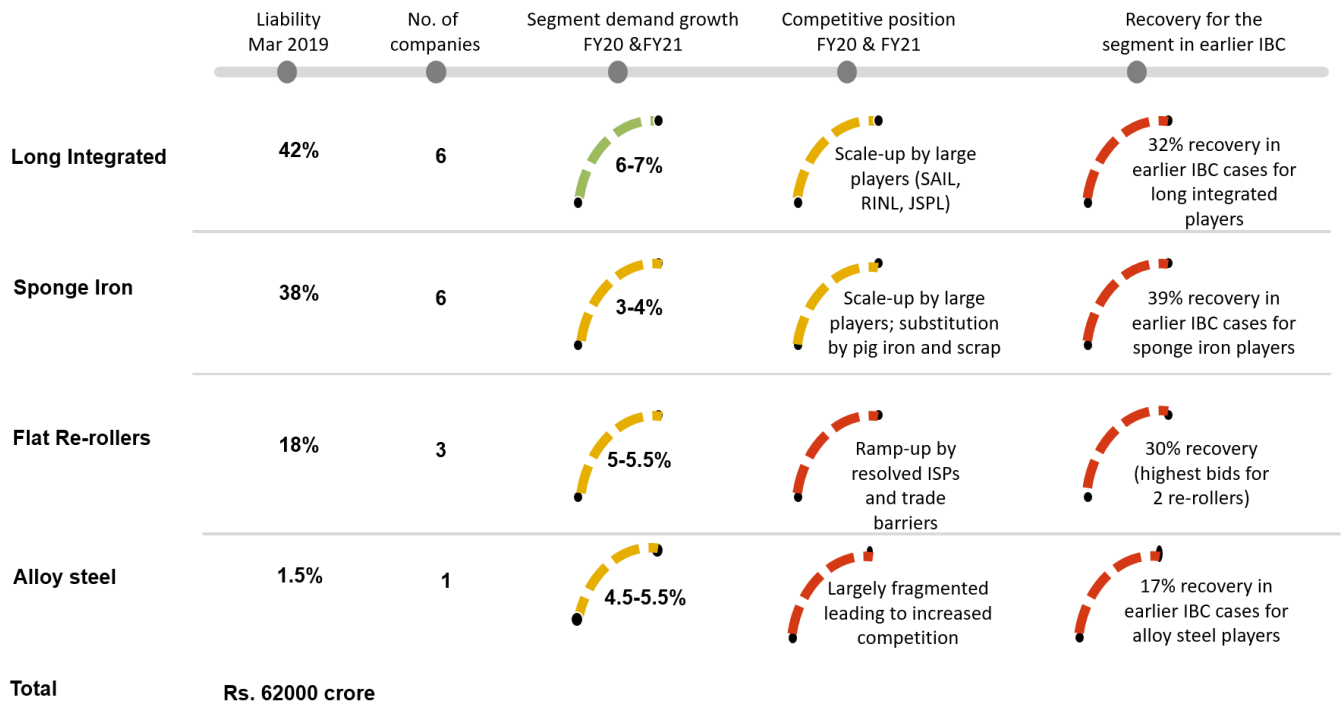 Liability
Mar 2019
No. of
companies
Segment demand growth
FY20 &FY21
Competitive position
FY20 & FY21
Recovery for the
segment in earlier IBC
Long Integrated
42%
6
6-7%
Scale-up by large
players (SAIL,
RINL, JSPL)
32% recovery in
earlier IBC cases for
long integrated
players
Sponge Iron
38%
6
3-4%
Scale-up by large
players; substitution
by pig iron and scrap
39% recovery in
earlier IBC cases for
sponge iron players
Flat Re-rollers
18%
3
5-5.5%
Ramp-up by
resolved ISPs
and trade
barriers
30% recovery
(highest bids for
2 re-rollers)
Alloy steel
1.5%
1
4.5-5.5%
Largely fragmented
leading to increased
competition
17% recovery in
earlier IBC cases for
alloy steel players
Total
Rs. 62000 crore